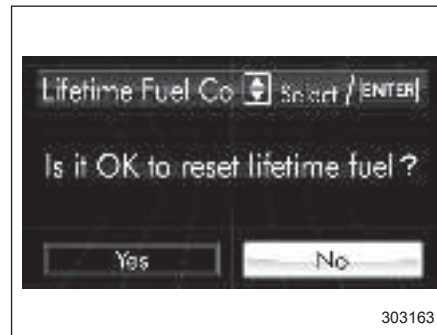 Lifetime Fuel Co Select / ENTER
Is it OK to reset lifetime fuel ?
Yes No
303163